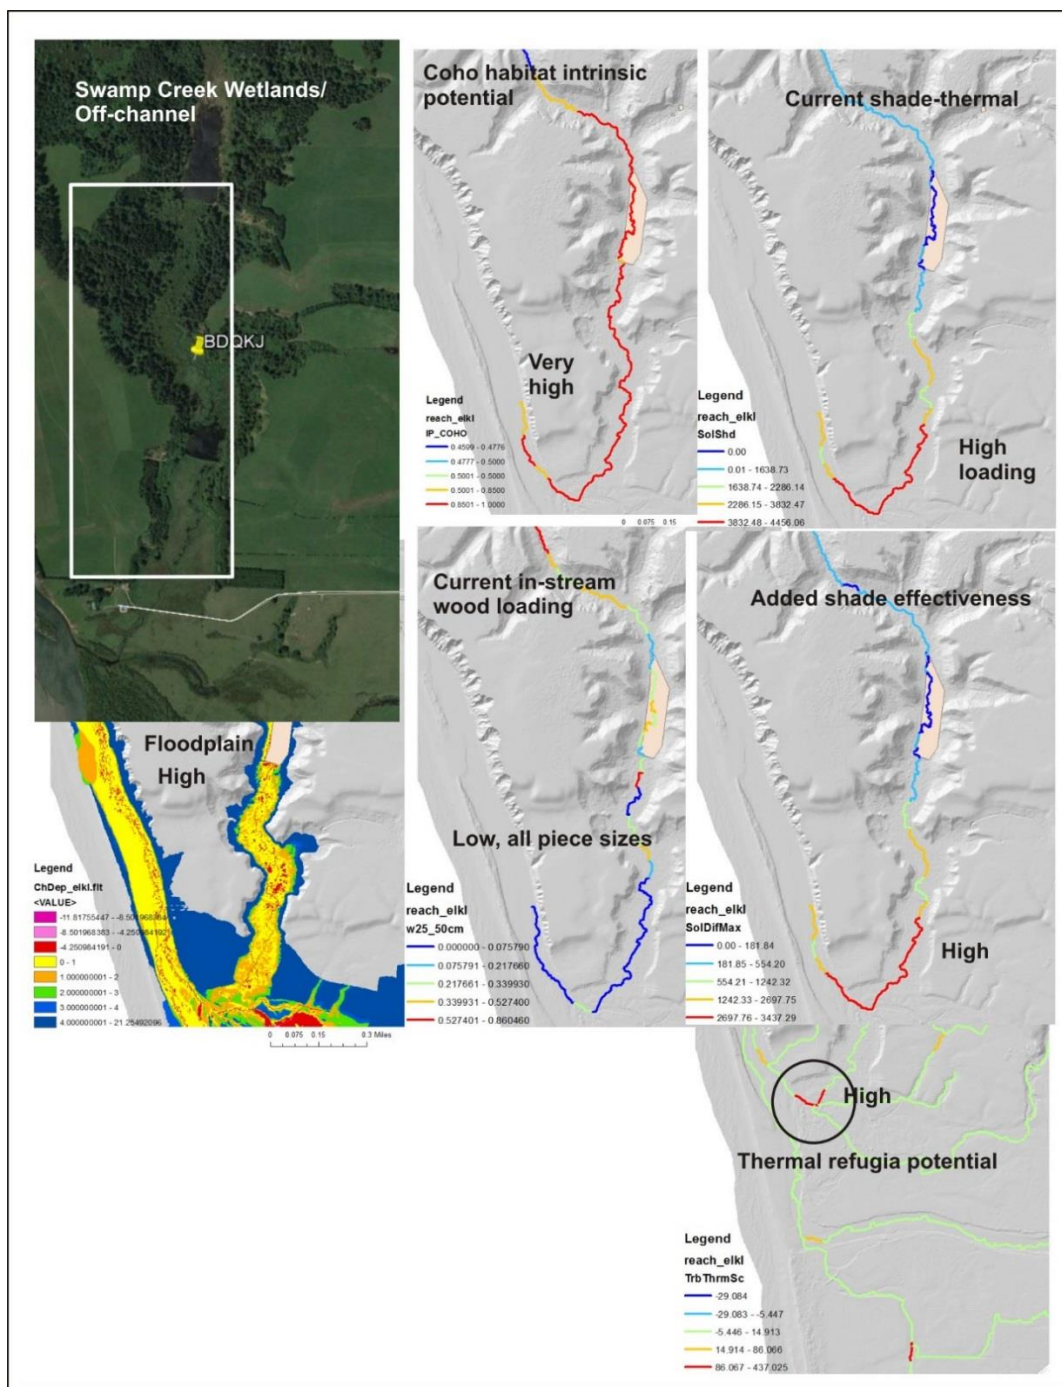 Swamp Creek Wetlands/
Off-channel
BDQKJ
Coho habitat intrinsic
potential
Very
high
Legend
reach_elkl
IP_COHO
0.4599 - 0.4776
0.4777 - 0.5000
0.5001 - 0.5000
0.5001 - 0.8500
0.8501 - 1.0000
0 0.075 0.15
Current shade-thermal
High
loading
Legend
reach_elkl
SolShd
0.00
0.01 - 1638.73
1638.74 - 2286.14
2286.15 - 3832.47
3832.48 - 4456.06
Floodplain
High
Legend
ChDep_elkl.flt
<VALUE>
-4.250984191 - 0
0 - 1
1.000000001 - 2
2.000000001 - 3
3.000000001 - 4
4.000000001 - 21.25492096
0 0.075 0.15 0.3 Miles
Current in-stream
wood loading
Low, all piece sizes
Legend
reach_elkl
w25_50cm
0.000000 - 0.075790
0.075791 - 0.217660
0.217661 - 0.339930
0.339931 - 0.527400
0.527401 - 0.860460
Added shade effectiveness
High
Legend
reach_elkl
SolDifMax
0.00 - 181.84
181.85 - 554.20
554.21 - 1242.32
1242.33 - 2697.75
2697.76 - 3437.29
High
Thermal refugia potential
Legend
reach_elkl
TrbThrmSc
-29.084
-29.083 - -5.447
-5.446 - 14.913
14.914 - 86.066
86.067 - 437.025